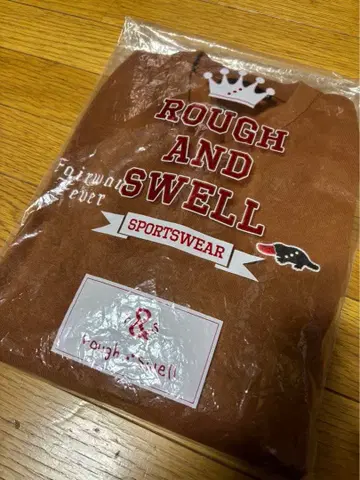 ROUGH
AND
SWELL
Fairway
Fever
SPORTSWEAR
&
rough & swell